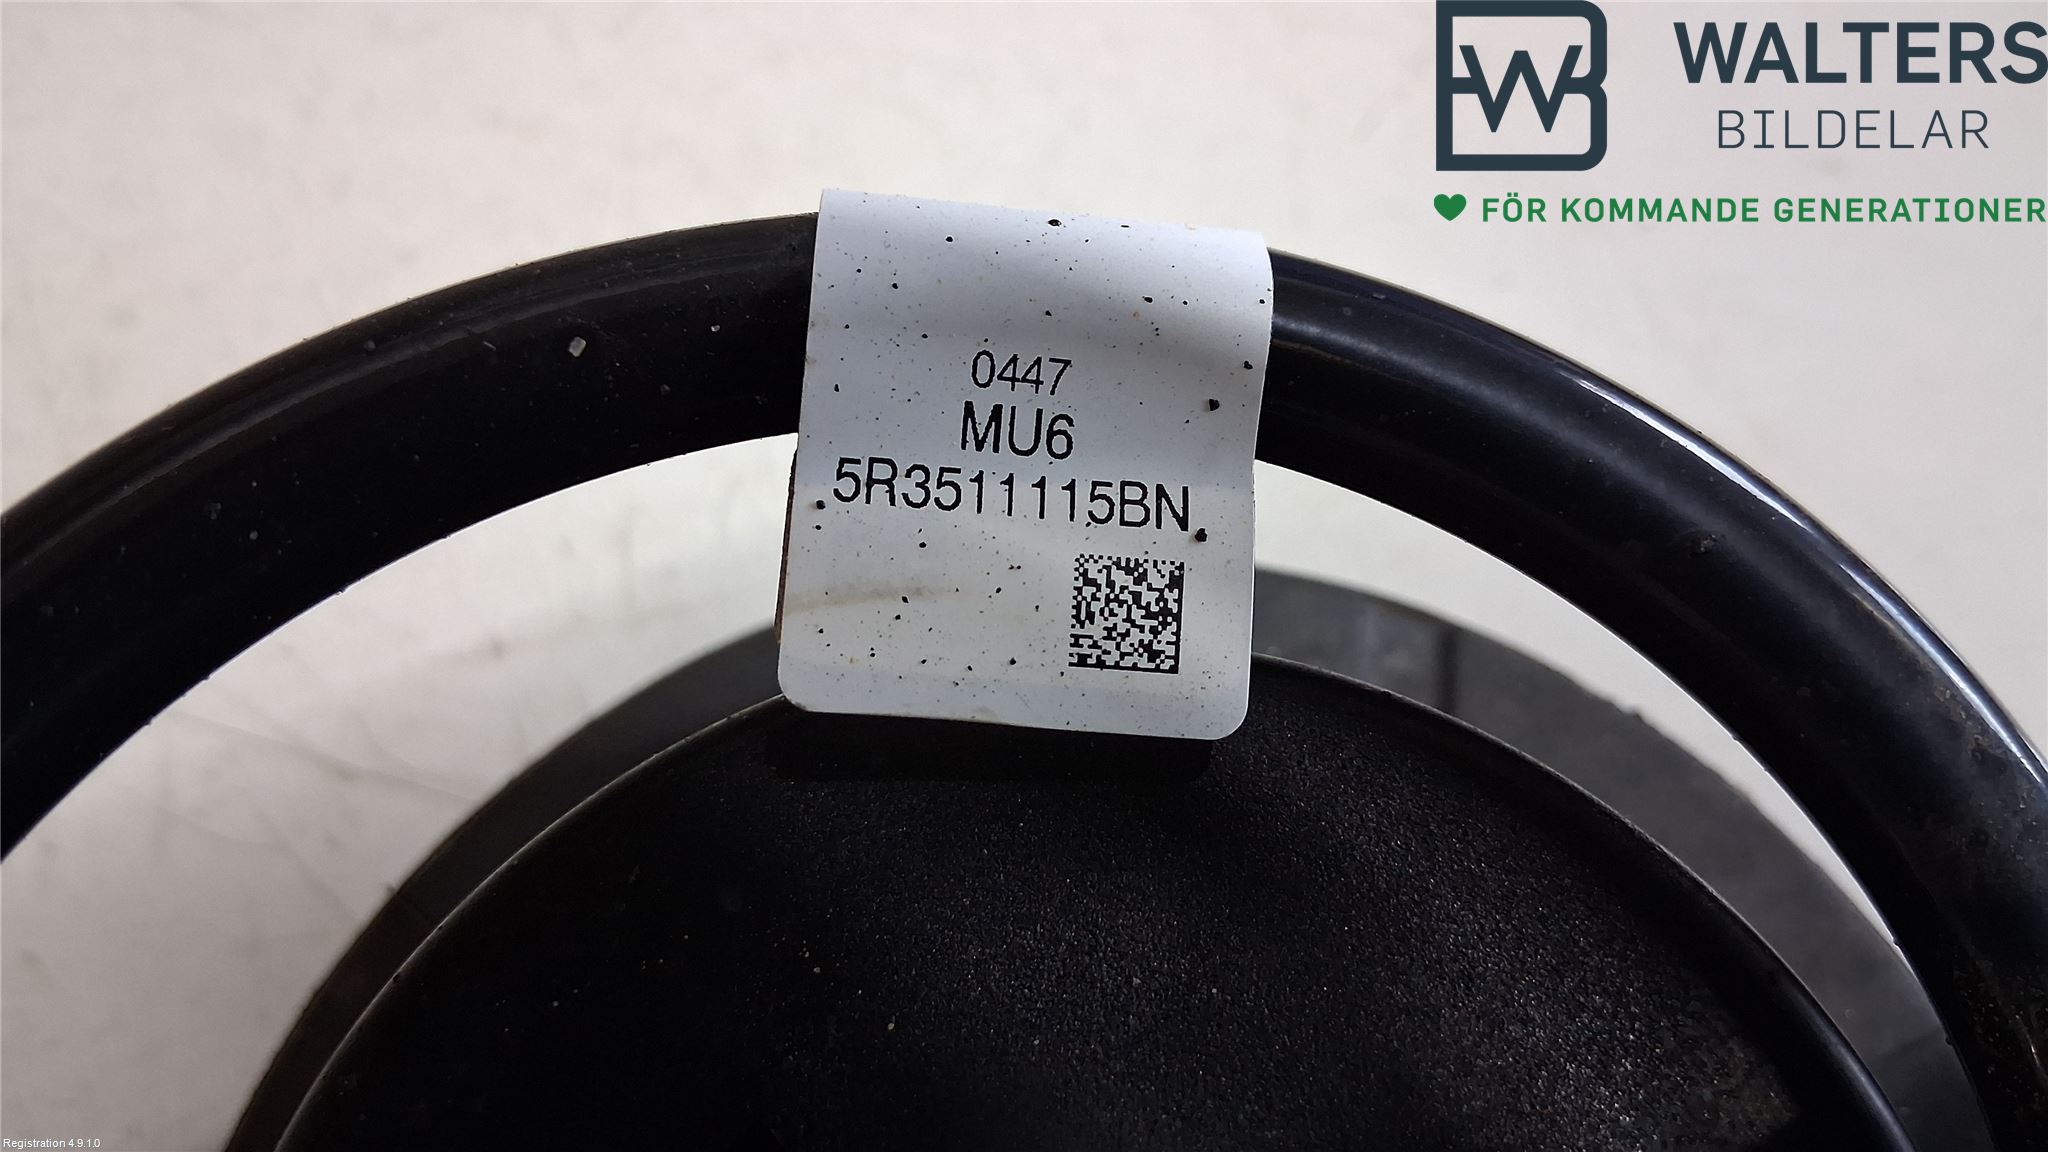 WALTERS
BILDELAR
FÖR KOMMANDE GENERATIONER
0447
MU6
5R3511115BN
Registration 4.9.1.0